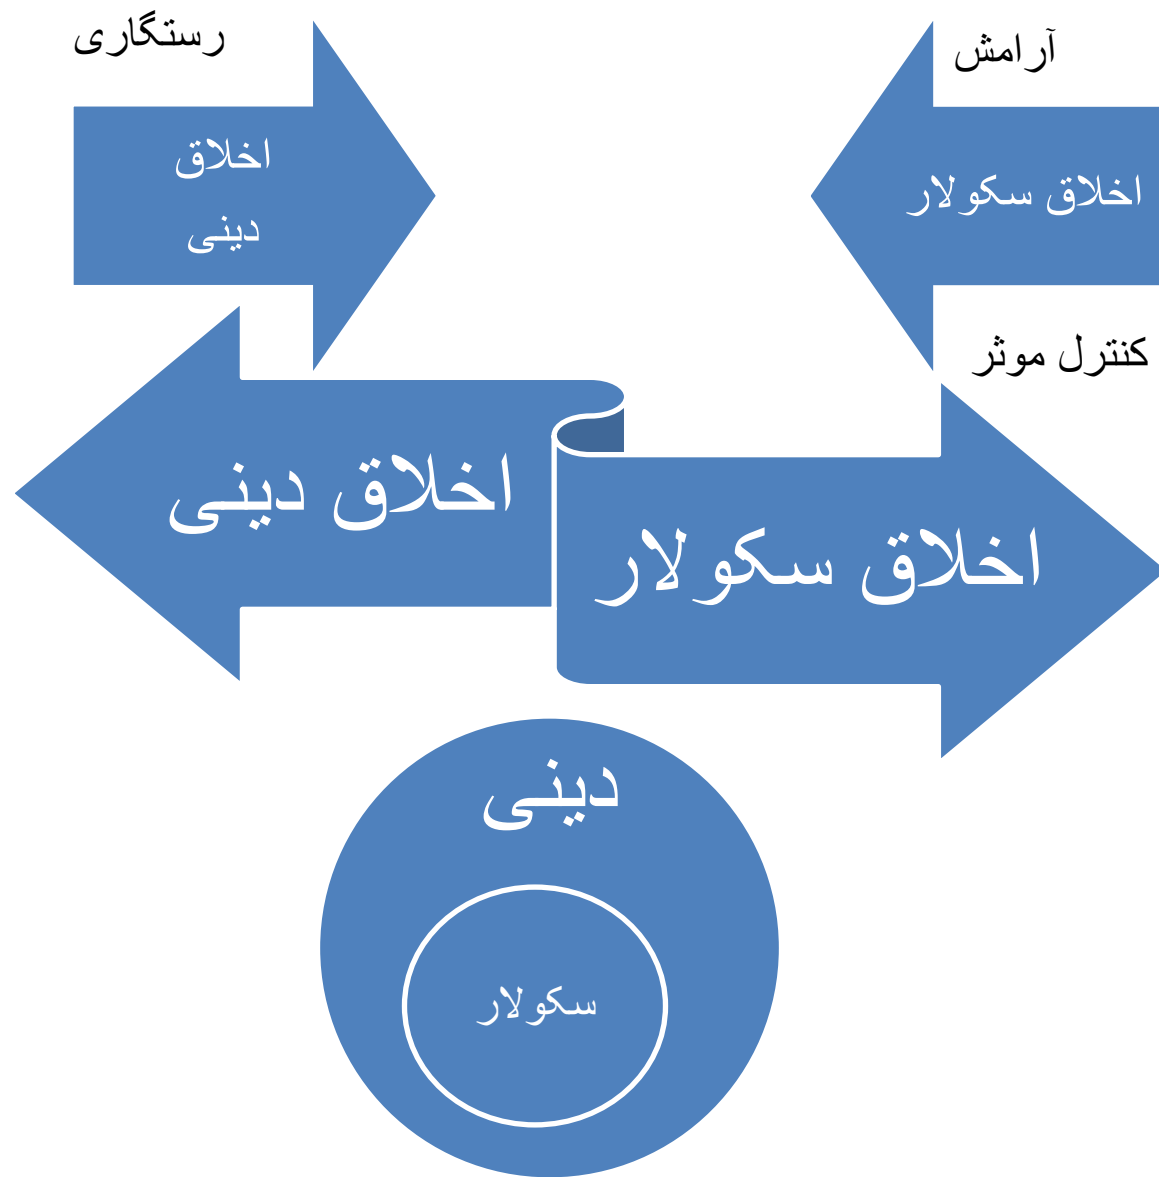 رستگاری
آرامش
اخلاق
دینی
اخلاق سکولار
کنترل موثر
اخلاق دینی
اخلاق سکولار
دینی
سکولار